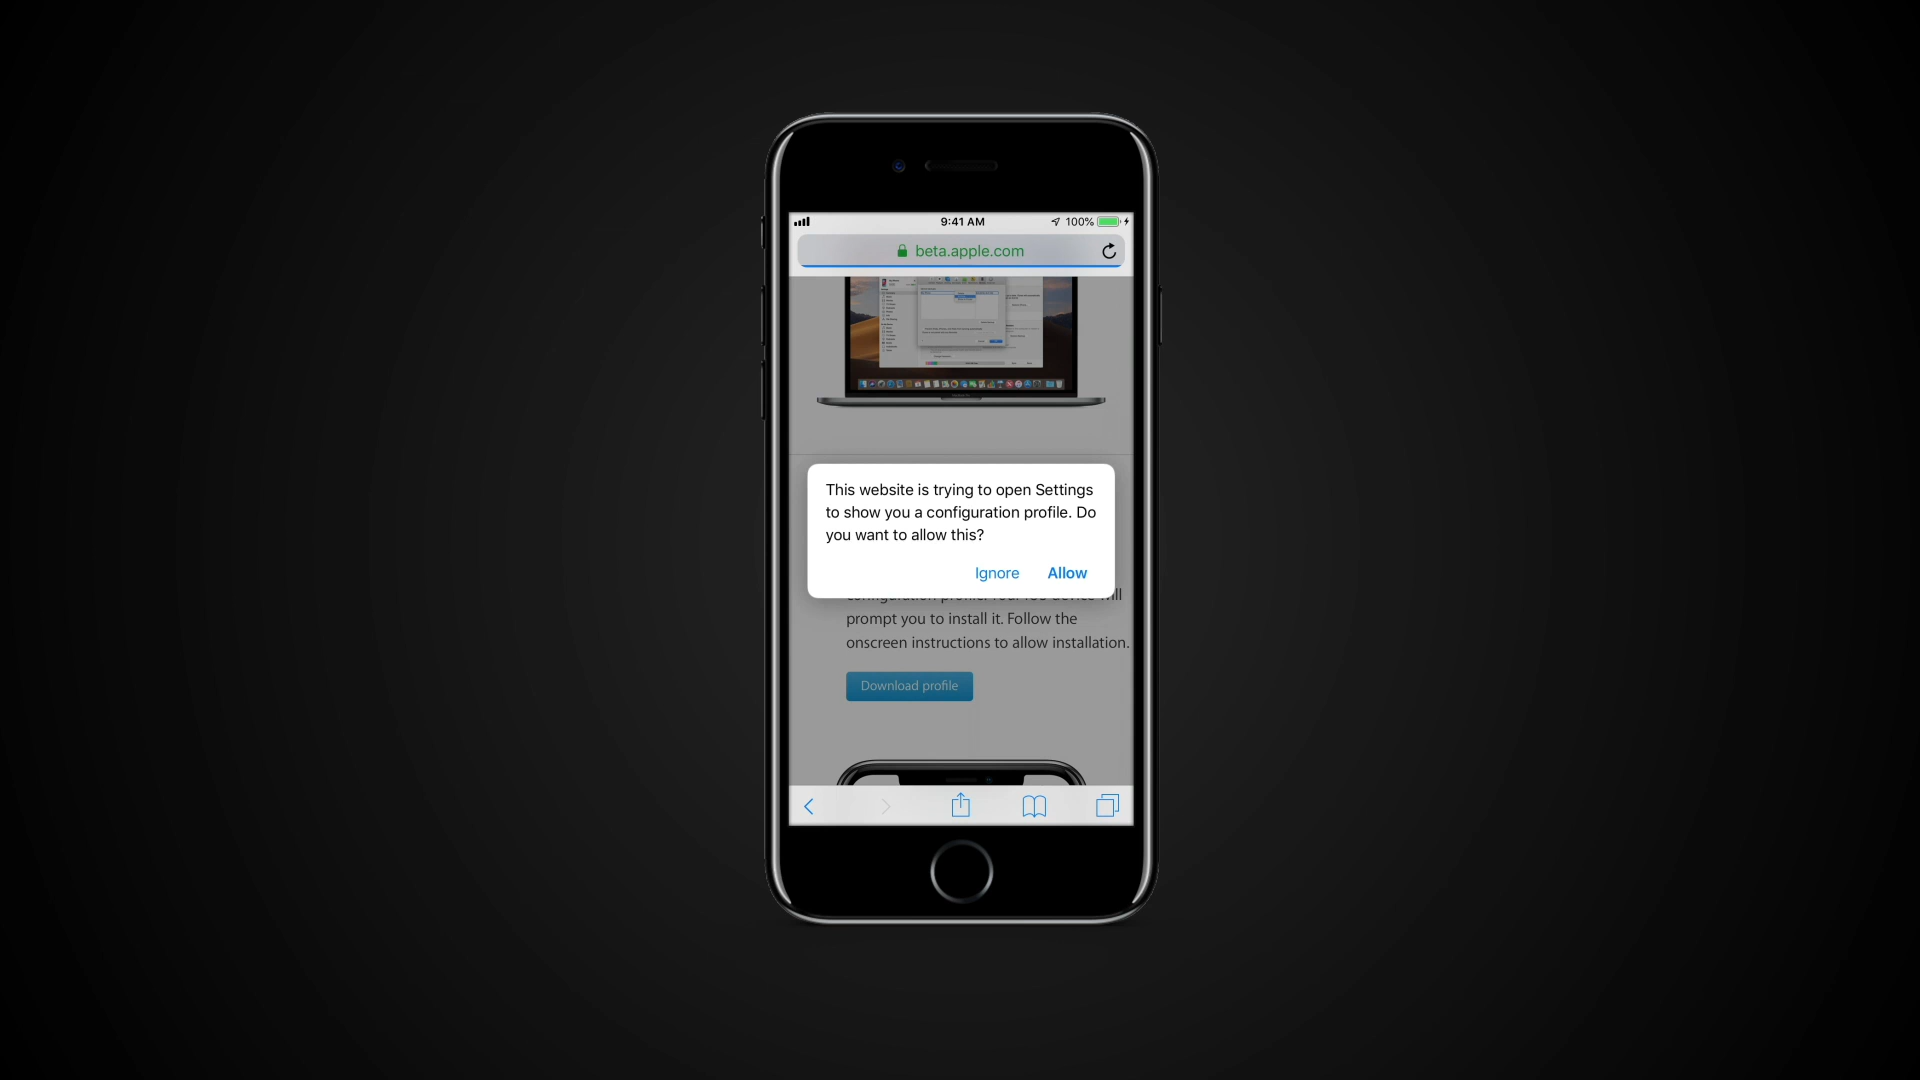 9:41 AM
100%
beta.apple.com
This website is trying to open Settings
to show you a configuration profile. Do
you want to allow this?
Ignore Allow
prompt you to install it. Follow the
onscreen instructions to allow installation.
Download profile